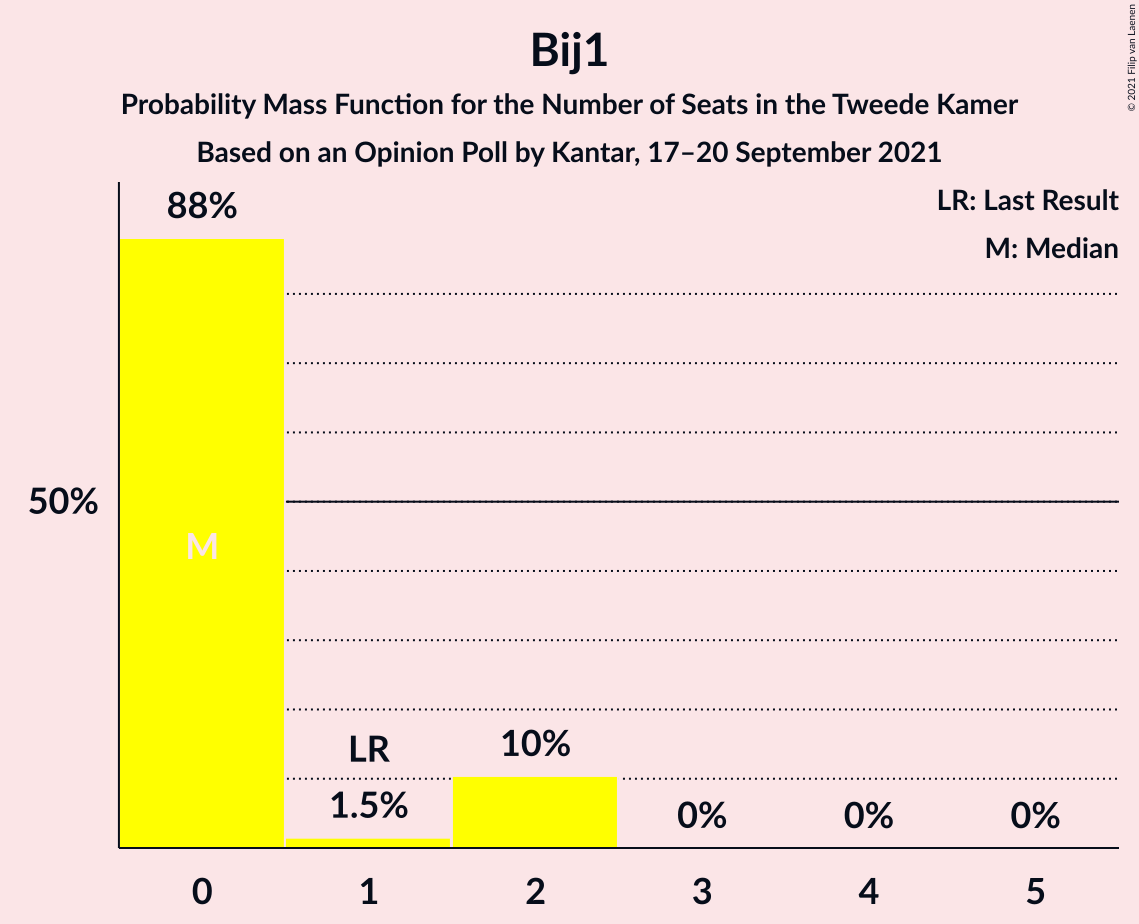 Bij1
Probability Mass Function for the Number of Seats in the Tweede Kamer
Based on an Opinion Poll by Kantar, 17–20 September 2021
© 2021 Filip van Laenen
LR: Last Result
M: Median
88%
50%
M
LR
1.5%
10%
0%
0%
0%
0 1 2 3 4 5